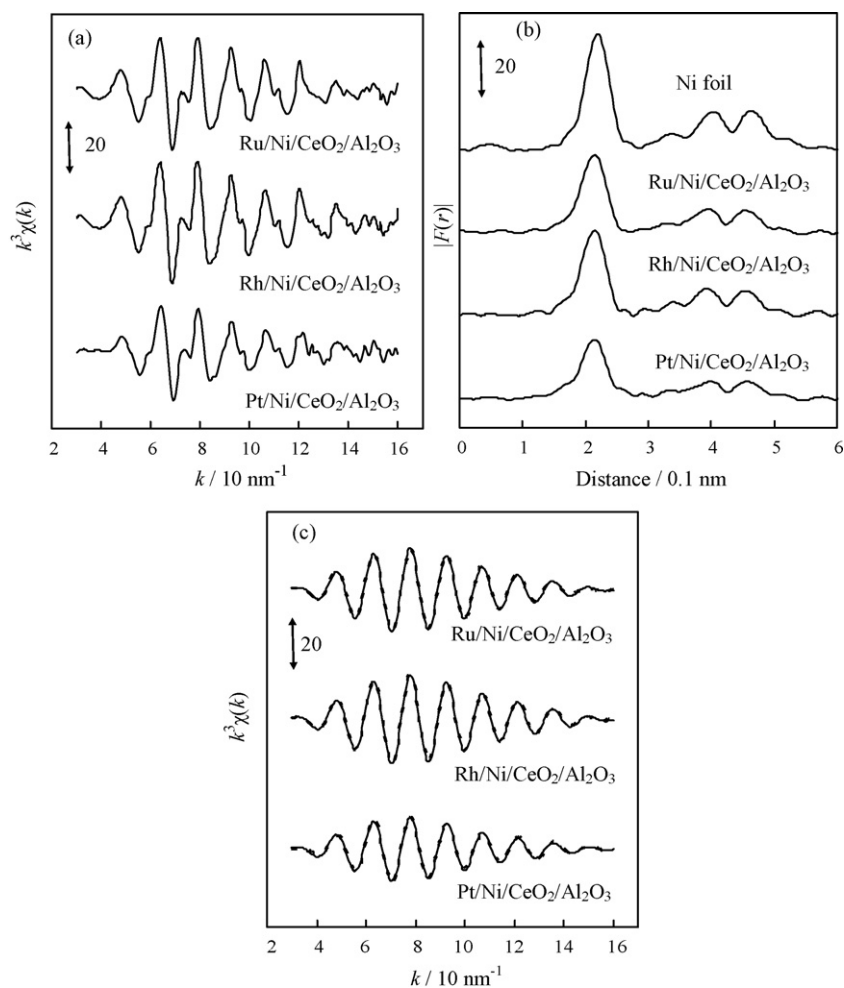 (a)
20
Ru/Ni/CeO₂/Al₂O₃
Rh/Ni/CeO₂/Al₂O₃
Pt/Ni/CeO₂/Al₂O₃
k³χ(k)
2 4 6 8 10 12 14 16
k / 10 nm⁻¹
(b)
20
Ni foil
Ru/Ni/CeO₂/Al₂O₃
Rh/Ni/CeO₂/Al₂O₃
Pt/Ni/CeO₂/Al₂O₃
|F(r)|
0 1 2 3 4 5 6
Distance / 0.1 nm
(c)
20
Ru/Ni/CeO₂/Al₂O₃
Rh/Ni/CeO₂/Al₂O₃
Pt/Ni/CeO₂/Al₂O₃
k³χ(k)
2 4 6 8 10 12 14 16
k / 10 nm⁻¹